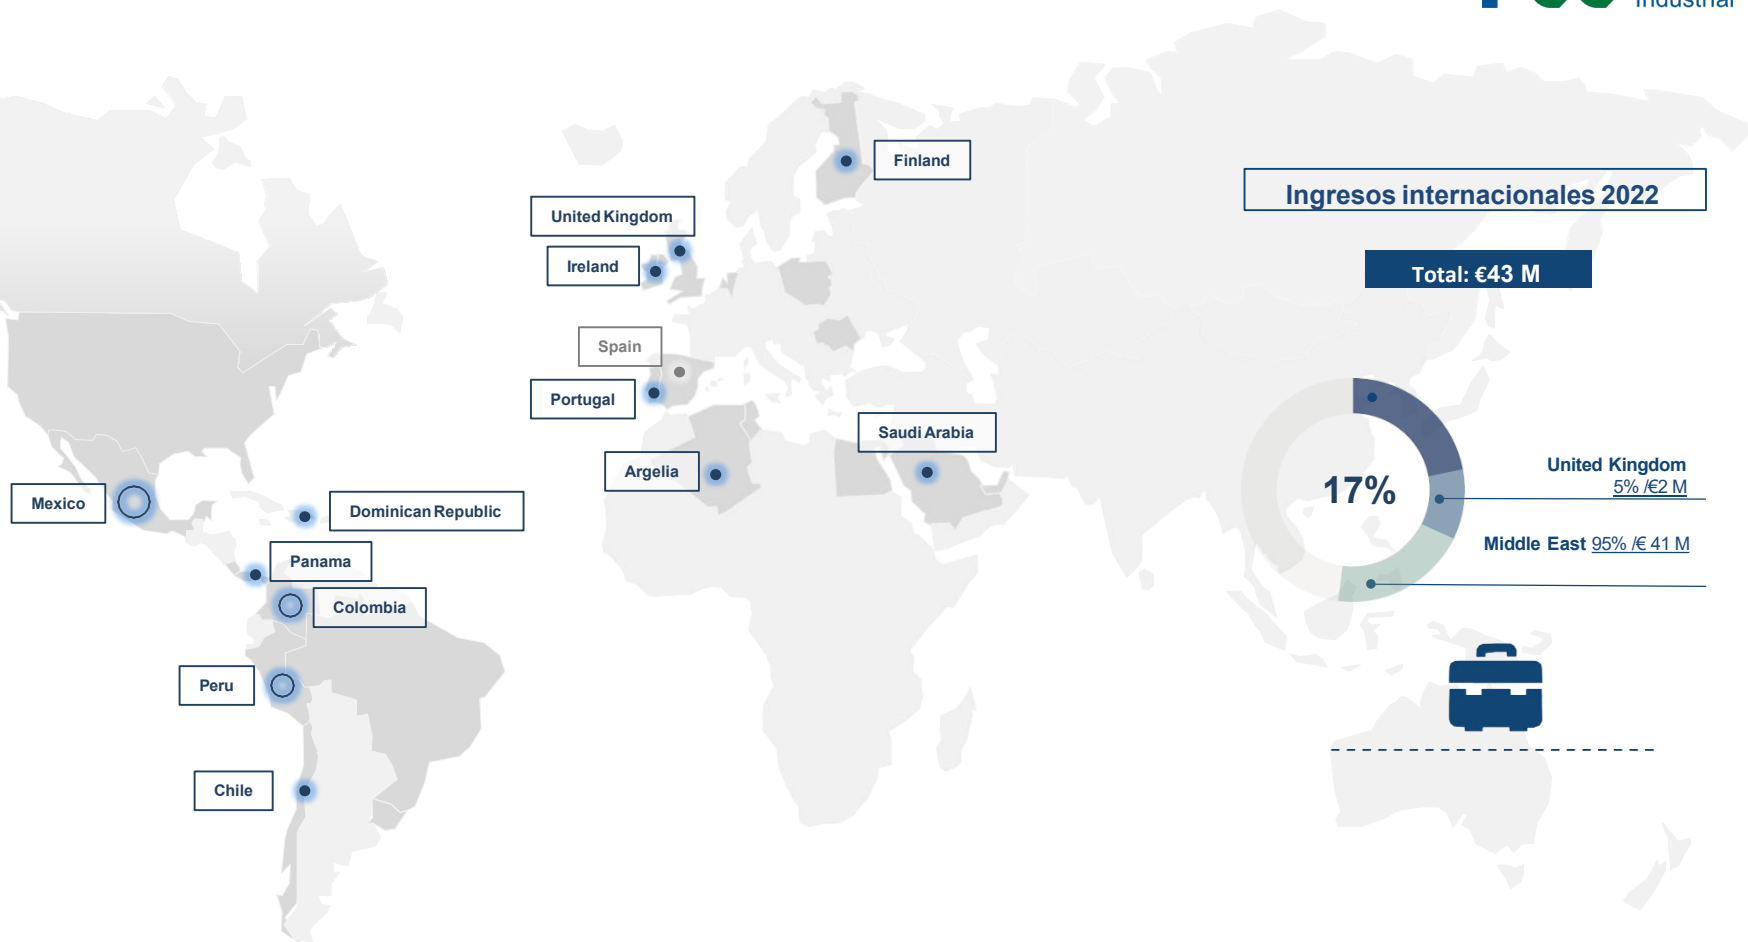 Industrial
Finland
United Kingdom
Ireland
Spain
Portugal
Saudi Arabia
Argelia
Mexico
Dominican Republic
Panama
Colombia
Peru
Chile
Ingresos internacionales 2022
Total: €43 M
17%
United Kingdom
5% /€2 M
Middle East 95% /€ 41 M